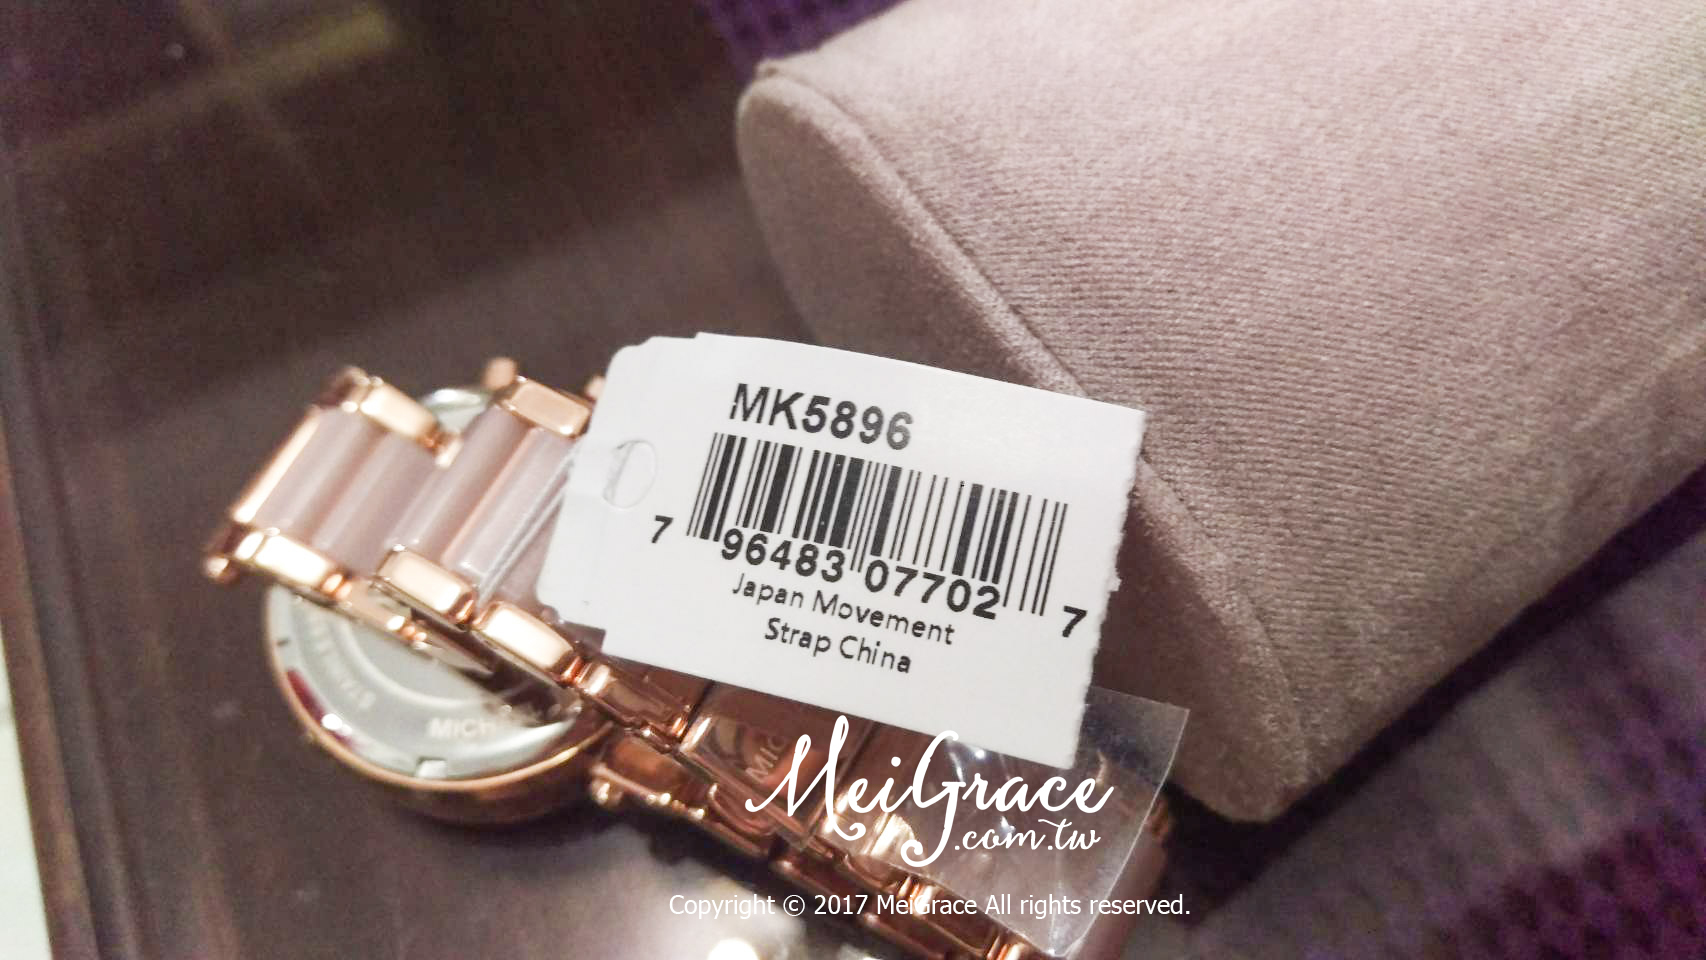 MK5896
7 96483 07702 7
Japan Movement
Strap China
MeiGrace
.com.tw
Copyright © 2017 MeiGrace All rights reserved.